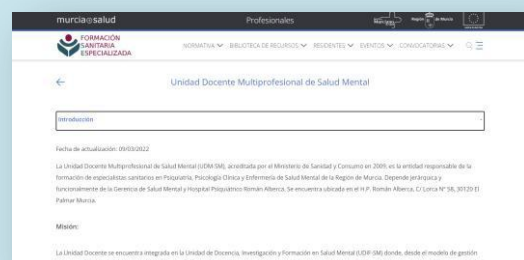 murcia salud
Profesionales
Región de Murcia
FORMACIÓN
SANITARIA
ESPECIALIZADA
NORMATIVA
BIBLIOTECA DE RECURSOS
RESIDENTES
EVENTOS
CONVOCATORIAS
Unidad Docente Multiprofesional de Salud Mental
Introducción
Fecha de actualización: 09/03/2022
La Unidad Docente Multiprofesional de Salud Mental (UDM-SM), acreditada por el Ministerio de Sanidad y Consumo en 2009, es la entidad responsable de la
formación de especialistas sanitarios en Psiquiatría, Psicología Clínica y Enfermería de Salud Mental de la Región de Murcia. Depende jerárquica y
funcionalmente de la Gerencia de Salud Mental y Hospital Psiquiátrico Román Alberca. Se encuentra ubicada en el H.P. Román Alberca, C/ Lorca Nº 58, 30120 El
Palmar Murcia.
Misión:
La Unidad Docente se encuentra integrada en la Unidad de Docencia, Investigación y Formación en Salud Mental (UDIF-SM) donde, desde el modelo de gestión